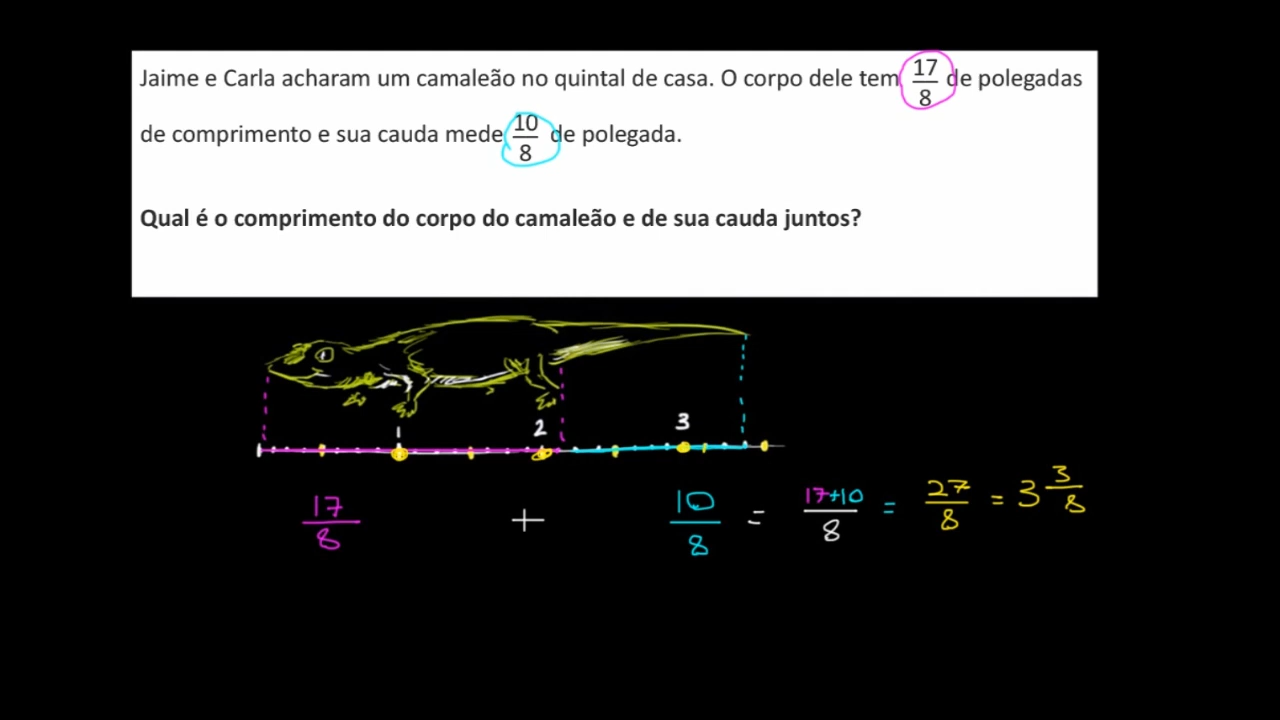 Jaime e Carla acharam um camaleão no quintal de casa. O corpo dele tem 17/8 de polegadas
de comprimento e sua cauda mede 10/8 de polegada.
Qual é o comprimento do corpo do camaleão e de sua cauda juntos?
2 3
17/8 + 10/8 = 17+10/8 = 27/8 = 3 3/8